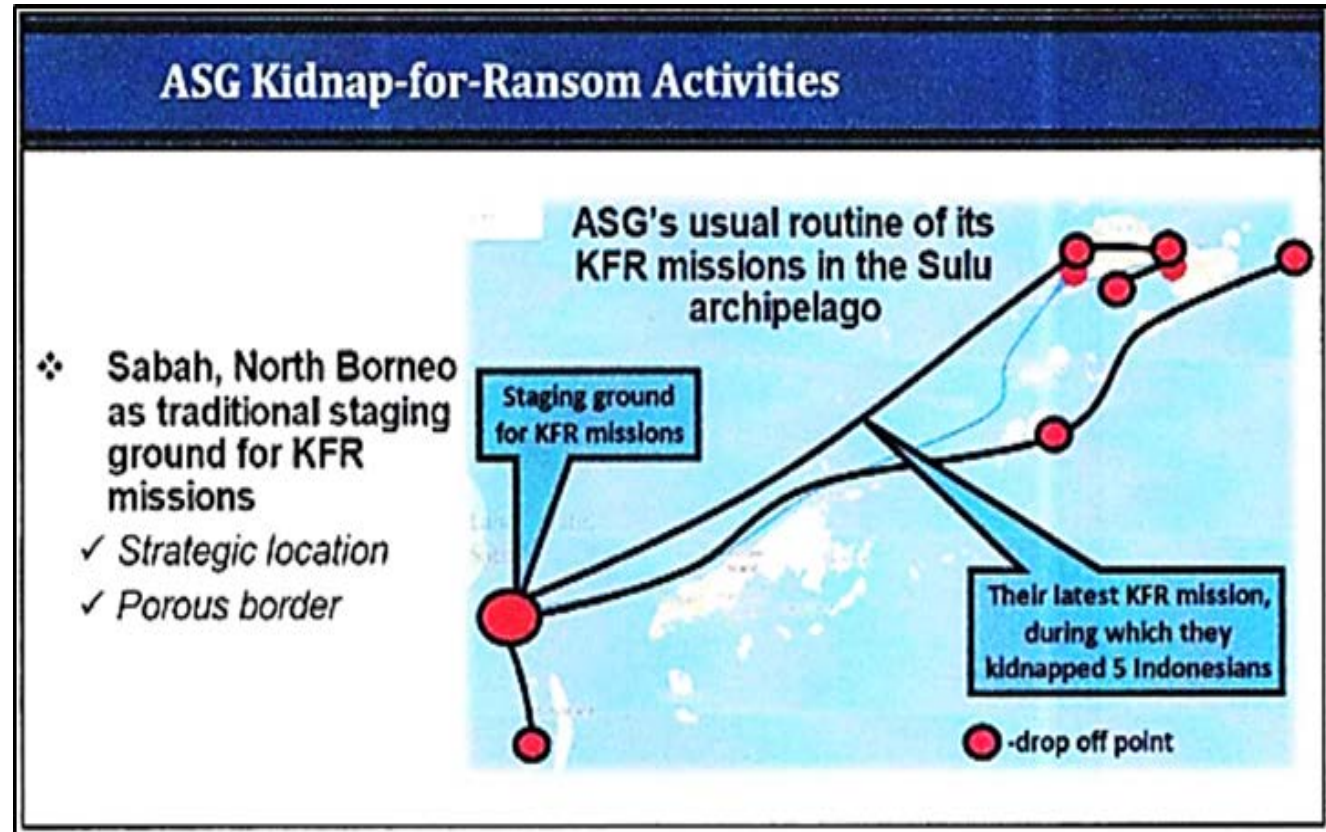 ASG Kidnap-for-Ransom Activities
❖ Sabah, North Borneo
as traditional staging
ground for KFR
missions
✓ Strategic location
✓ Porous border
ASG's usual routine of its
KFR missions in the Sulu
archipelago
Staging ground
for KFR missions
Their latest KFR mission,
during which they
kidnapped 5 Indonesians
-drop off point